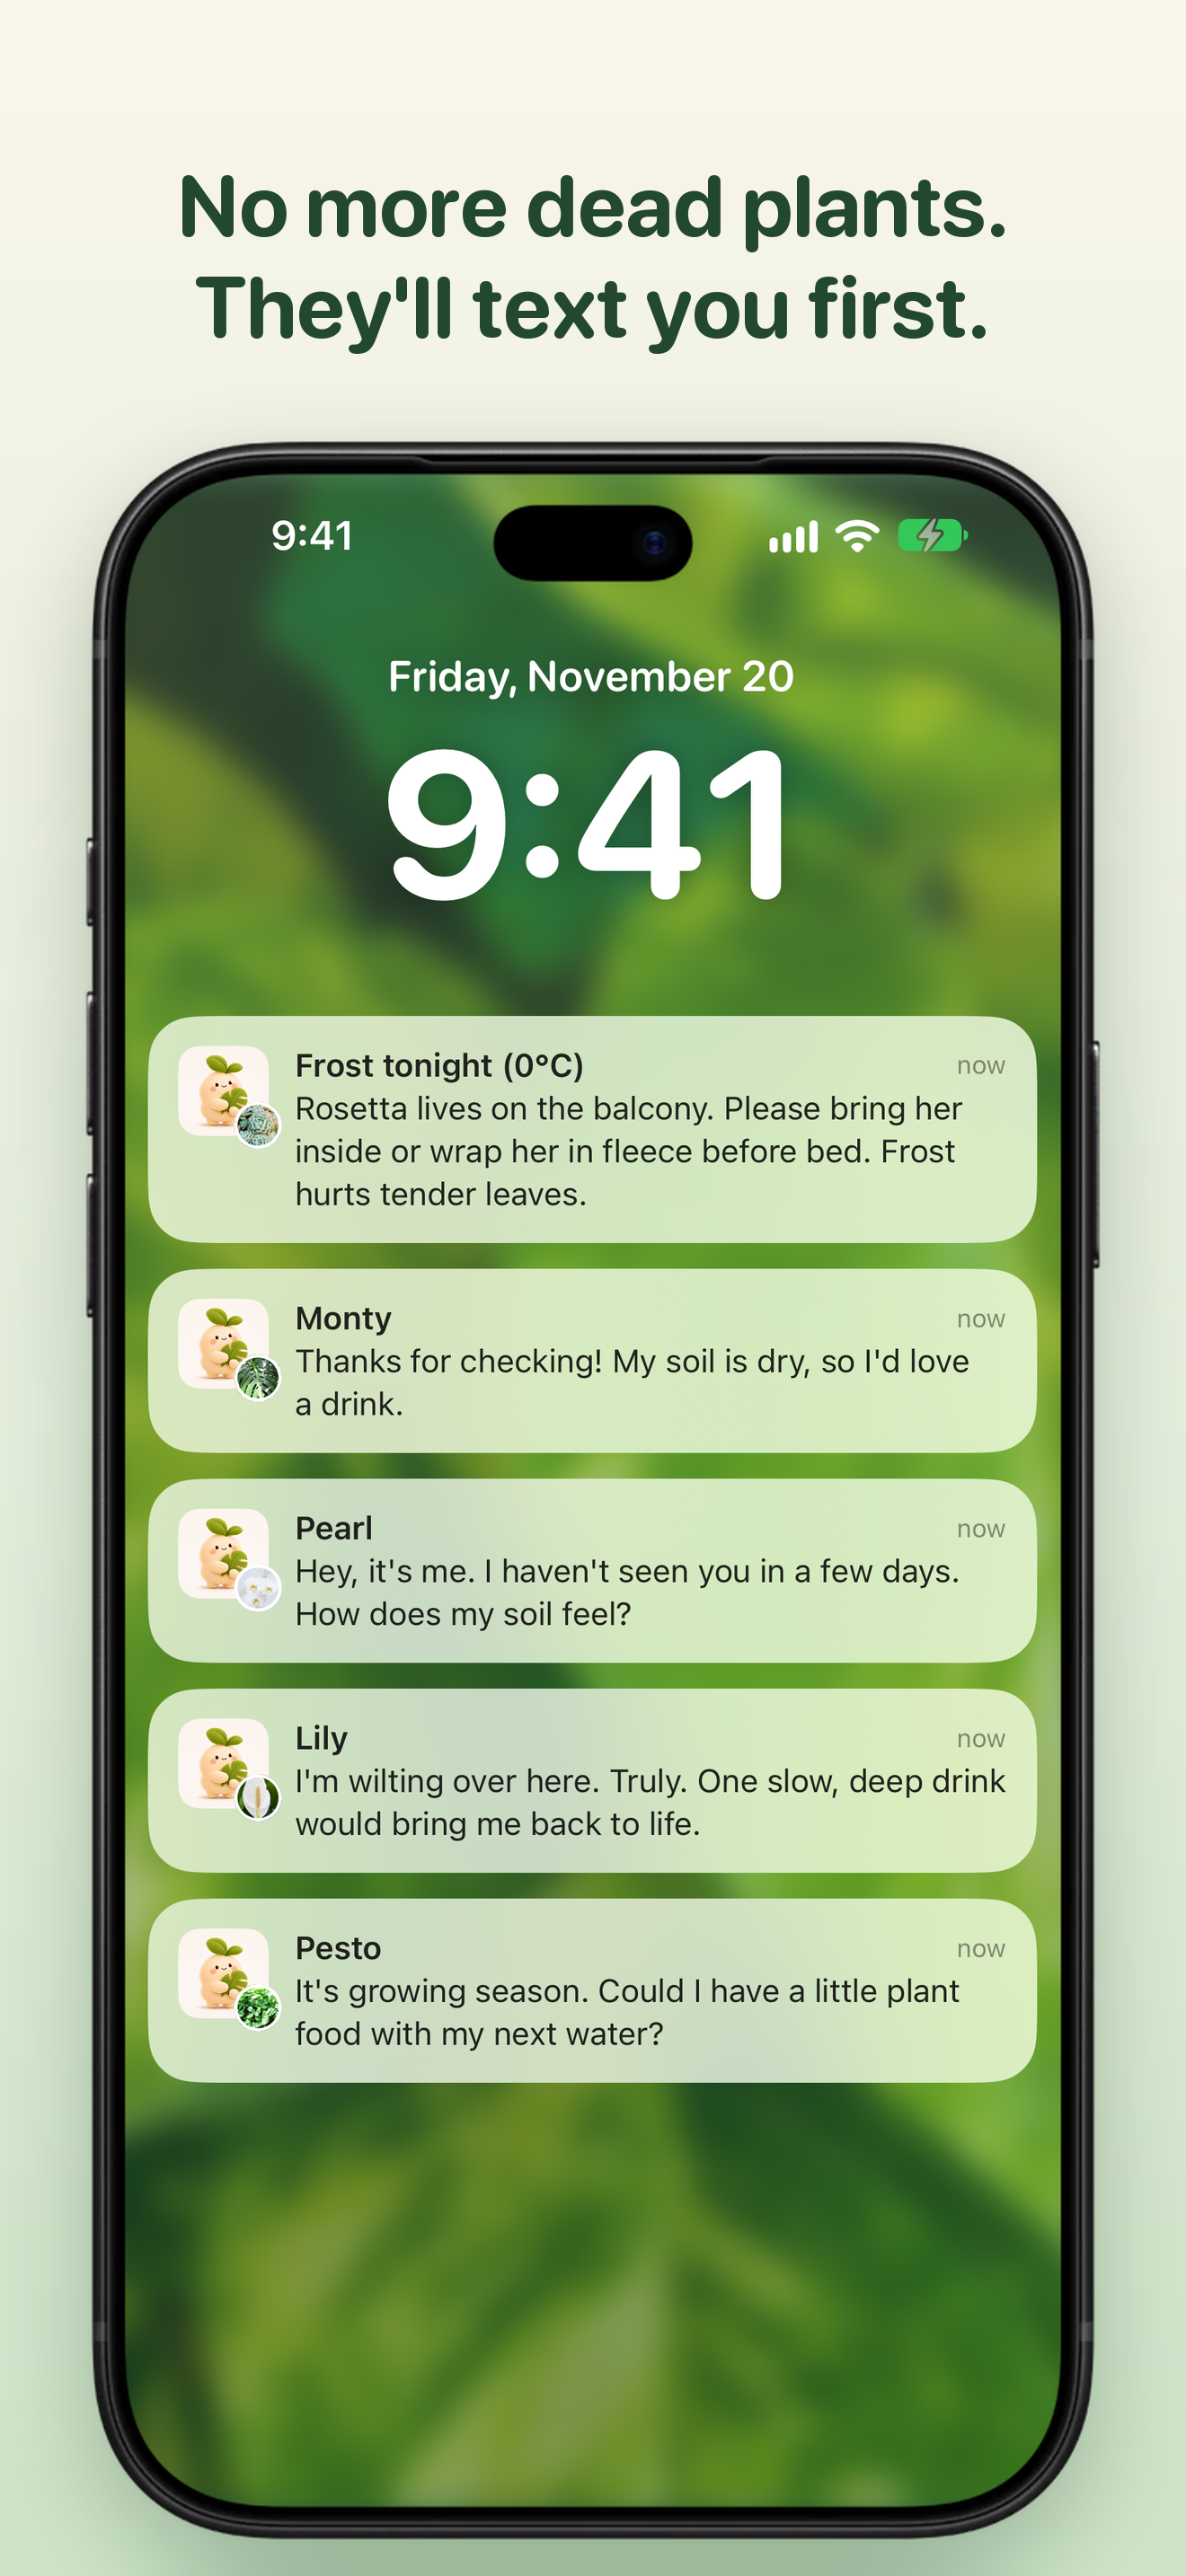 No more dead plants.
They'll text you first.
9:41
Friday, November 20
9:41
Frost tonight (0°C)
now
Rosetta lives on the balcony. Please bring her
inside or wrap her in fleece before bed. Frost
hurts tender leaves.
Monty
now
Thanks for checking! My soil is dry, so I'd love
a drink.
Pearl
now
Hey, it's me. I haven't seen you in a few days.
How does my soil feel?
Lily
now
I'm wilting over here. Truly. One slow, deep drink
would bring me back to life.
Pesto
now
It's growing season. Could I have a little plant
food with my next water?